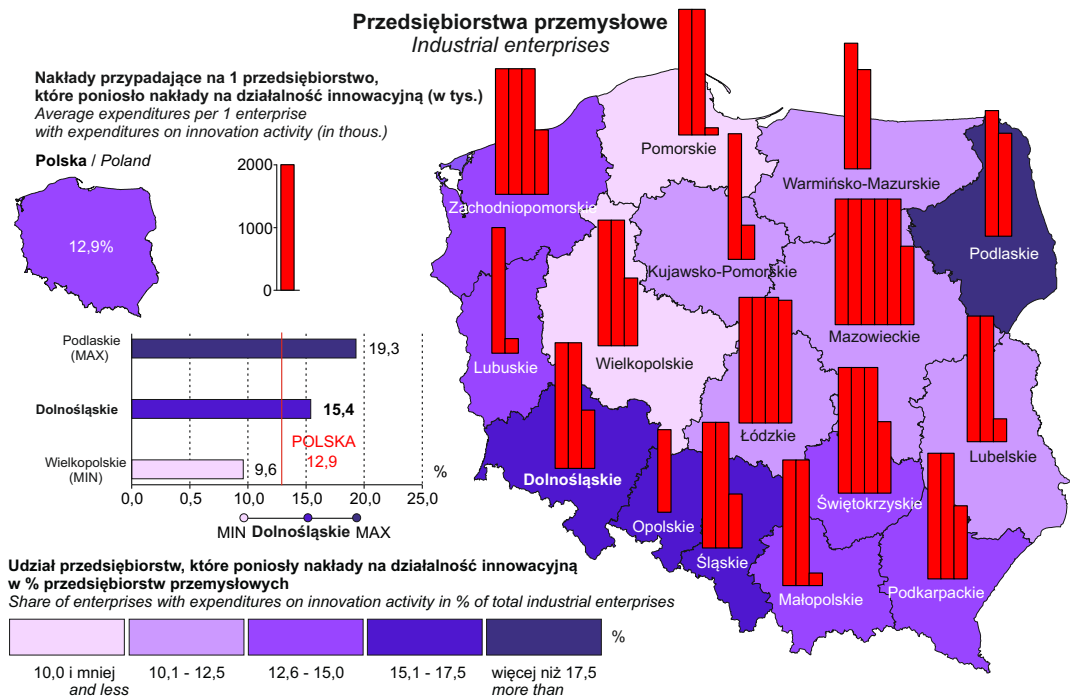 Przedsiębiorstwa przemysłowe
Industrial enterprises
Nakłady przypadające na 1 przedsiębiorstwo,
które poniosło nakłady na działalność innowacyjną (w tys.)
Average expenditures per 1 enterprise
with expenditures on innovation activity (in thous.)
Polska / Poland
12,9%
2000
1000
0
Pomorskie
Warmińsko-Mazurskie
Zachodniopomorskie
Kujawsko-Pomorskie
Podlaskie
Mazowieckie
Wielkopolskie
Lubuskie
Łódzkie
Lubelskie
Dolnośląskie
Opolskie
Śląskie
Świętokrzyskie
Małopolskie
Podkarpackie
Podlaskie
(MAX)
19,3
Dolnośląskie
15,4
POLSKA
12,9
Wielkopolskie
(MIN)
9,6
%
0,0 5,0 10,0 15,0 20,0 25,0
MIN Dolnośląskie MAX
Udział przedsiębiorstw, które poniosły nakłady na działalność innowacyjną
w % przedsiębiorstw przemysłowych
Share of enterprises with expenditures on innovation activity in % of total industrial enterprises
%
10,0 i mniej 10,1 - 12,5 12,6 - 15,0 15,1 - 17,5 więcej niż 17,5
and less more than